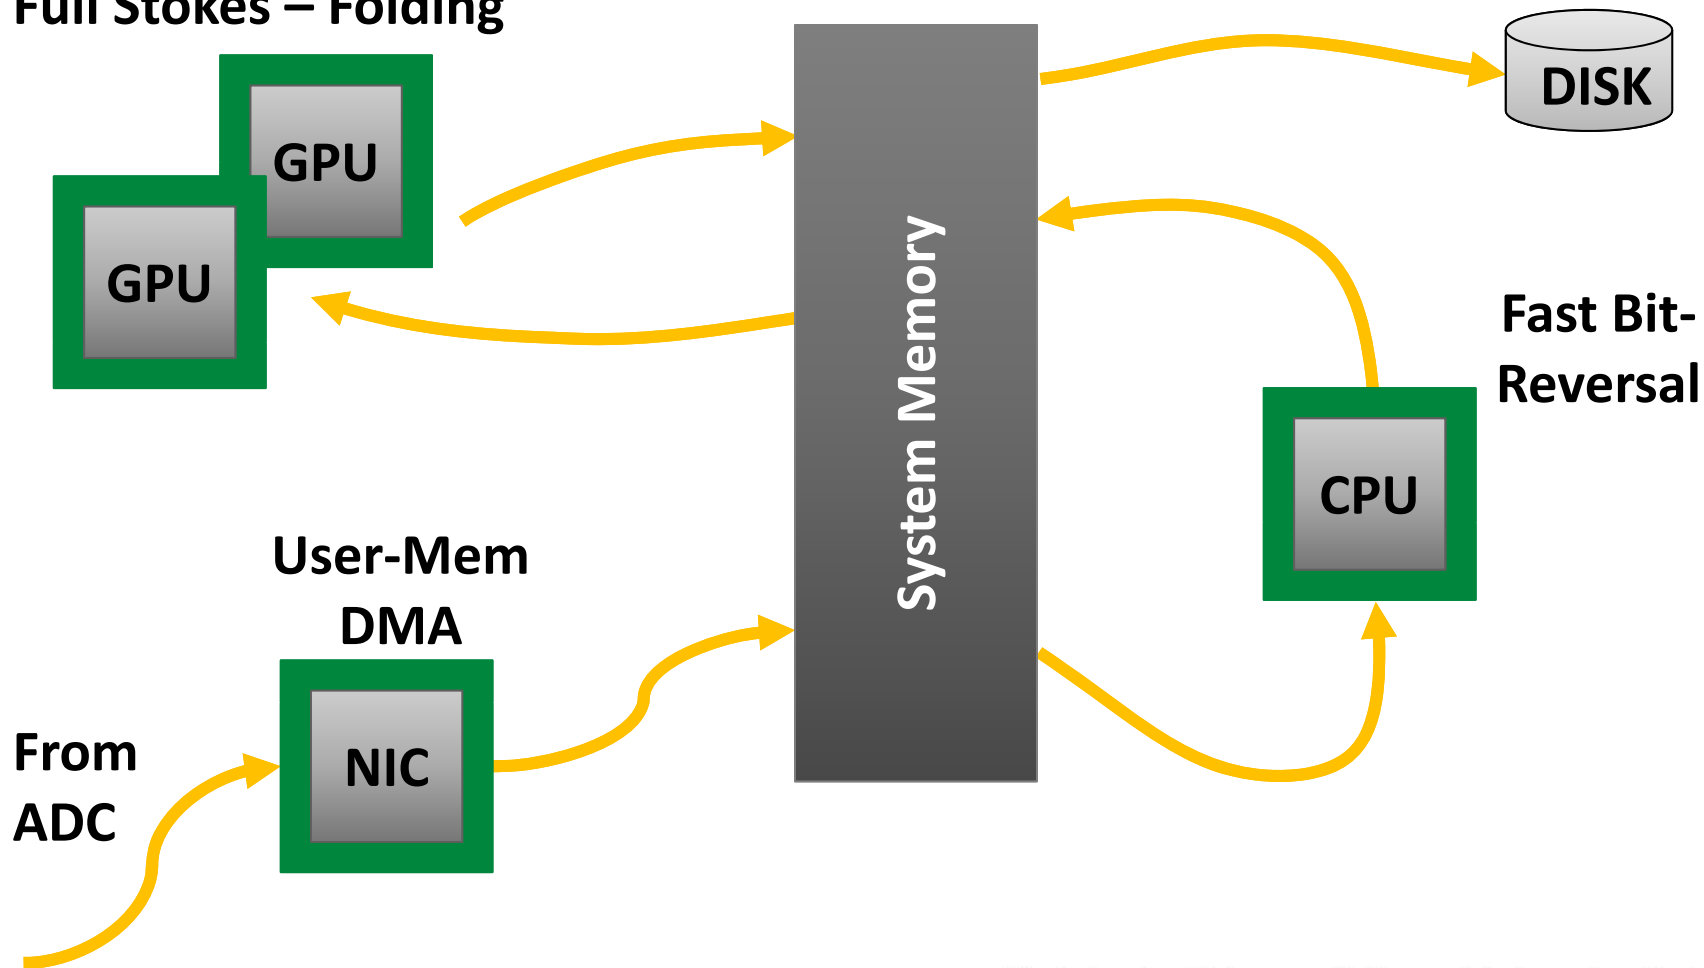 Full Stokes – Folding
GPU
GPU
System Memory
DISK
Fast Bit-
Reversal
CPU
User-Mem
DMA
NIC
From
ADC